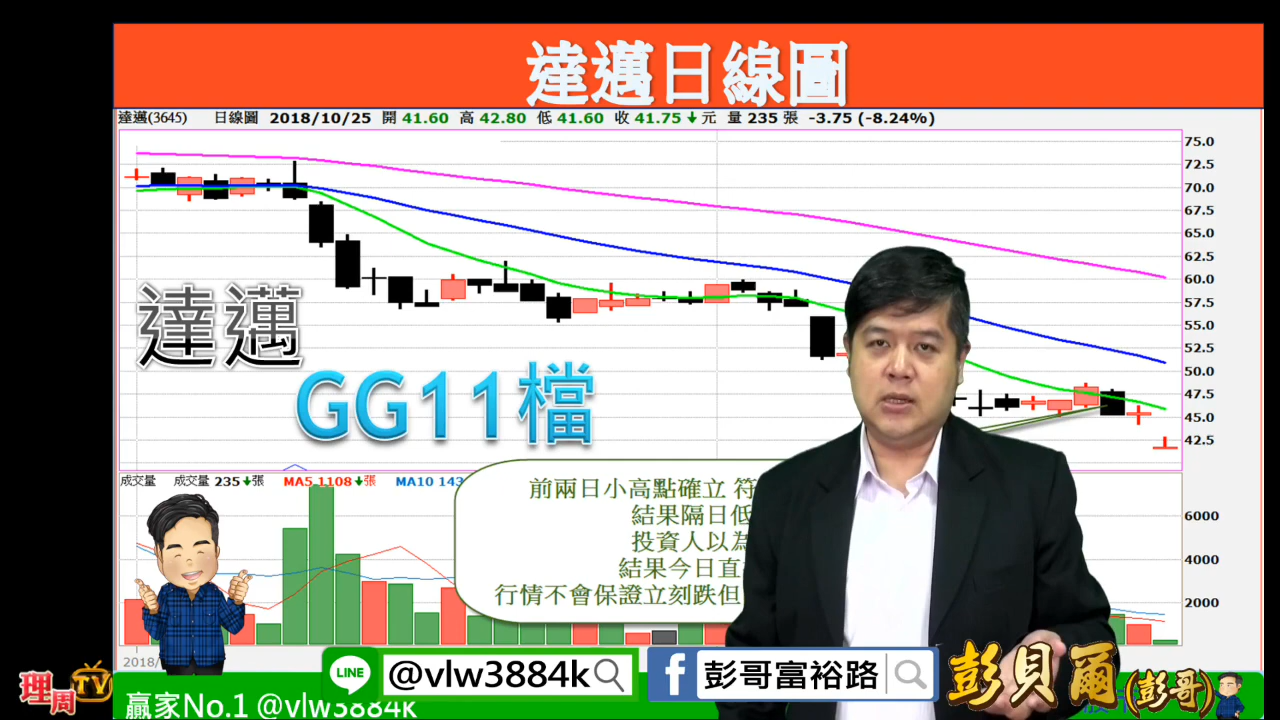 達邁日線圖
達邁(3645) 日線圖 2018/10/25 開 41.60 高 42.80 低 41.60 收 41.75 ↓ 元 量 235 張 -3.75 (-8.24%)
75.0
72.5
70.0
67.5
65.0
62.5
60.0
57.5
55.0
52.5
50.0
47.5
45.0
42.5
達邁
GG11檔
成交量 成交量 235 ↓張 MA5 1108 ↓張 MA10 143
6000
4000
2000
前兩日小高點確立 符
結果隔日低
投資人以為
結果今日直
行情不會保證立刻跌但
2018/
LINE @vlw3884k
f 彭哥富裕路
彭貝爾(彭哥)
理周TV
贏家No.1 @vlw3884k